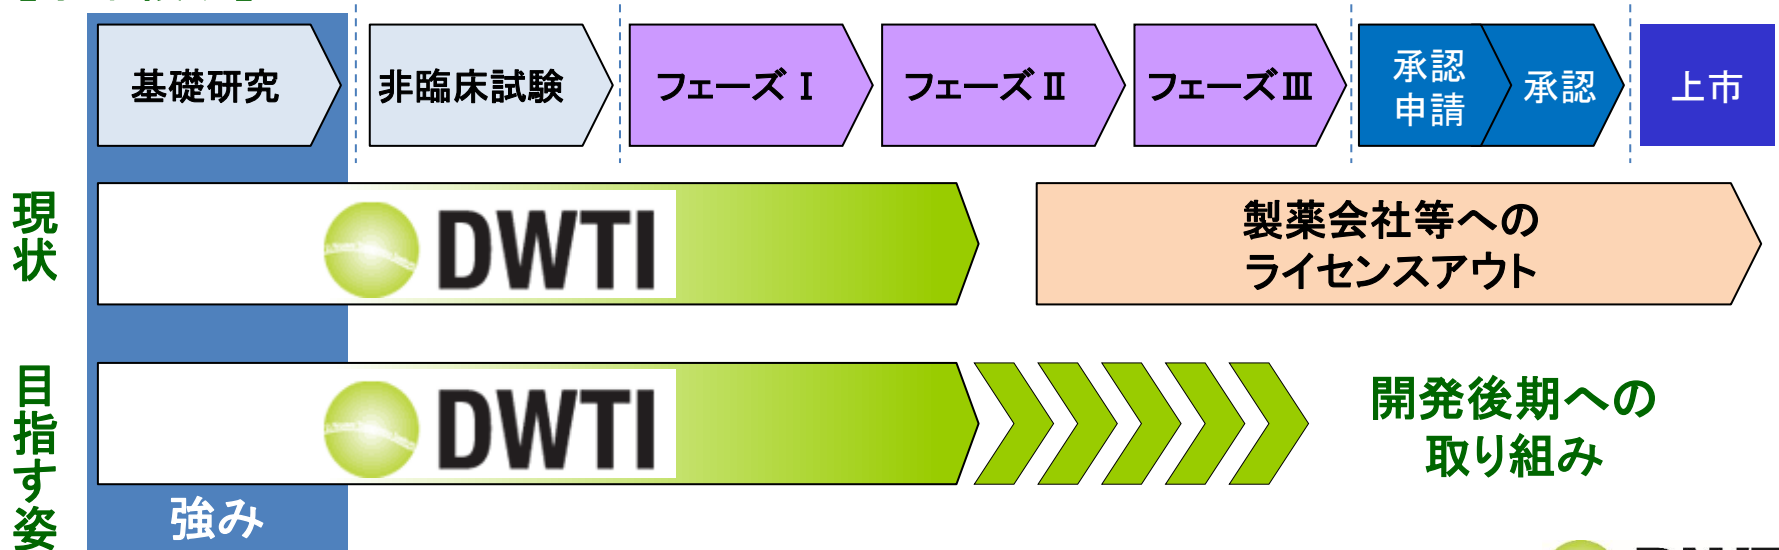 基礎研究
非臨床試験
フェーズⅠ
フェーズⅡ
フェーズⅢ
承認
申請
承認
上市
現状
DWTI
製薬会社等への
ライセンスアウト
目指す姿
DWTI
開発後期への
取り組み
強み